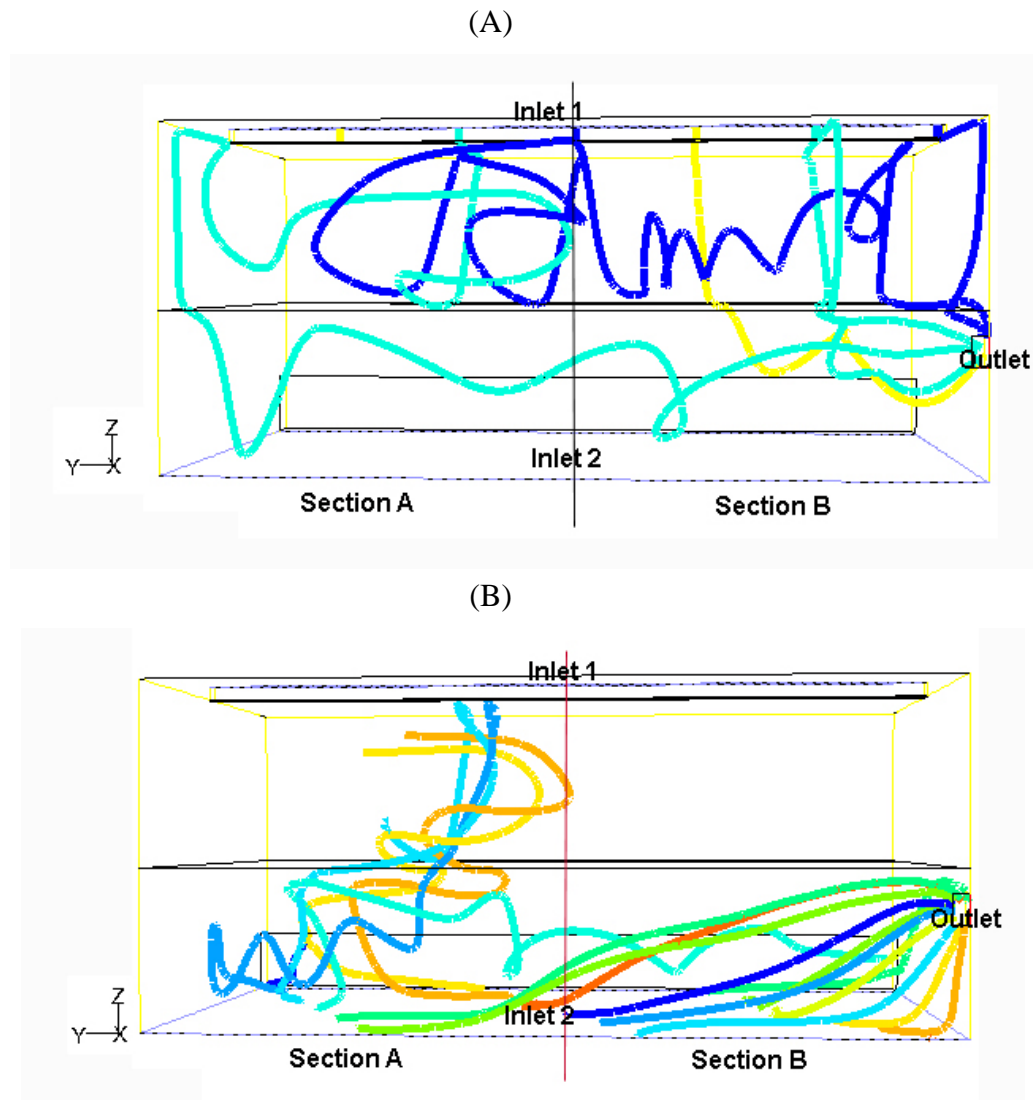 (A)
Inlet 1
Outlet
Z
Y X
Inlet 2
Section A Section B
(B)
Inlet 1
Outlet
Z
Y X
Inlet 2
Section A Section B